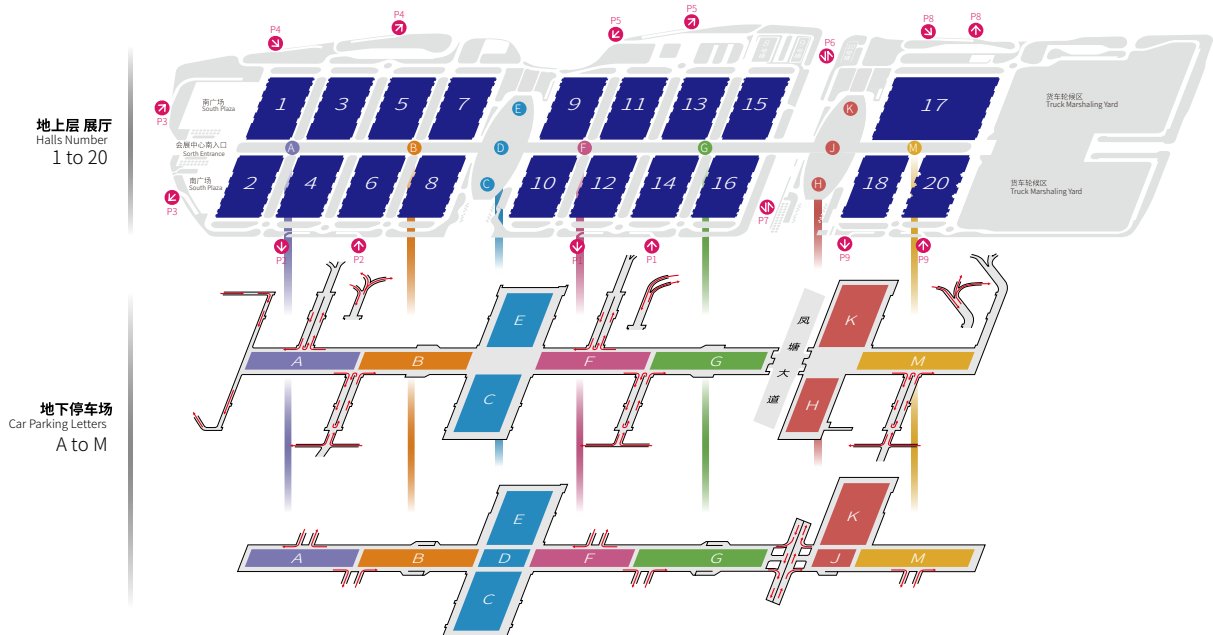 P4
P4
P5
P5
P6
P8
P8
地上层 展厅
Halls Number
1 to 20
南广场
South Plaza
P3
会展中心南入口
Sorth Entrance
南广场
South Plaza
P3
1
3
5
7
E
9
11
13
15
K
17
货车轮候区
Truck Marshaling Yard
A
B
D
F
G
J
M
2
4
6
8
C
10
12
14
16
H
18
20
货车轮候区
Truck Marshaling Yard
P7
P2
P2
P1
P1
P9
P9
地下停车场
Car Parking Letters
A to M
E
K
凤塘大道
A
B
F
G
M
C
H
E
K
A
B
D
F
G
J
M
C